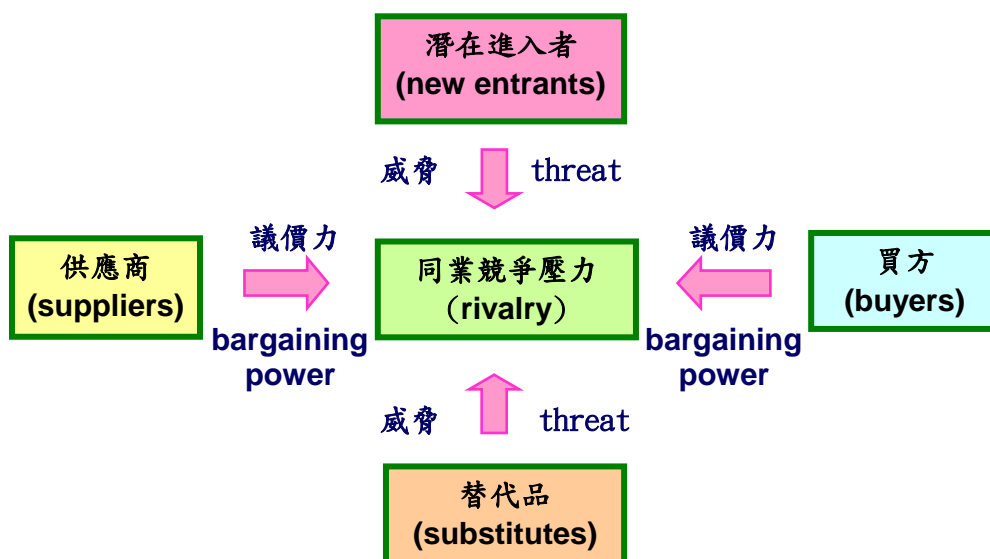 潛在進入者
(new entrants)
威脅 threat
議價力
議價力
供應商
(suppliers)
同業競爭壓力
（rivalry）
買方
(buyers)
bargaining
power
bargaining
power
威脅 threat
替代品
(substitutes)